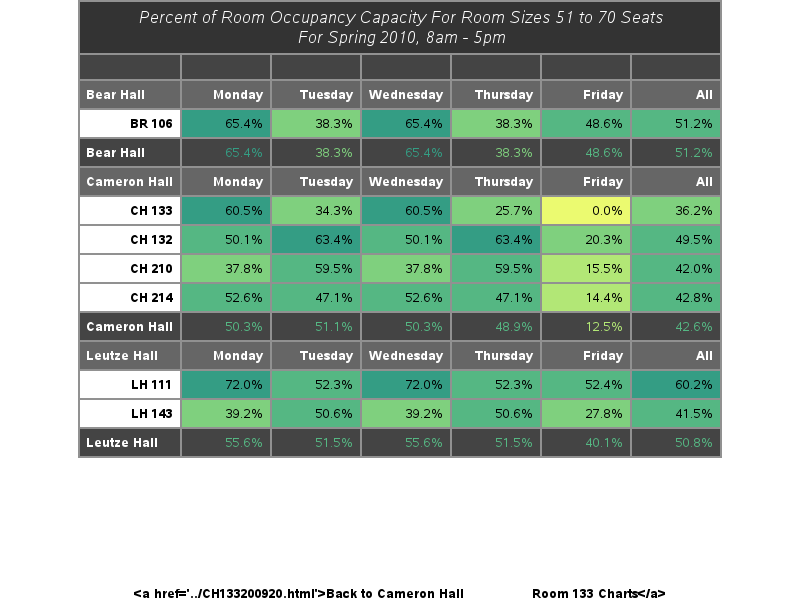 Percent of Room Occupancy Capacity For Room Sizes 51 to 70 Seats
For Spring 2010, 8am - 5pm
Bear Hall Monday Tuesday Wednesday Thursday Friday All
BR 106 65.4% 38.3% 65.4% 38.3% 48.6% 51.2%
Bear Hall 65.4% 38.3% 65.4% 38.3% 48.6% 51.2%
Cameron Hall Monday Tuesday Wednesday Thursday Friday All
CH 133 60.5% 34.3% 60.5% 25.7% 0.0% 36.2%
CH 132 50.1% 63.4% 50.1% 63.4% 20.3% 49.5%
CH 210 37.8% 59.5% 37.8% 59.5% 15.5% 42.0%
CH 214 52.6% 47.1% 52.6% 47.1% 14.4% 42.8%
Cameron Hall 50.3% 51.1% 50.3% 48.9% 12.5% 42.6%
Leutze Hall Monday Tuesday Wednesday Thursday Friday All
LH 111 72.0% 52.3% 72.0% 52.3% 52.4% 60.2%
LH 143 39.2% 50.6% 39.2% 50.6% 27.8% 41.5%
Leutze Hall 55.6% 51.5% 55.6% 51.5% 40.1% 50.8%
<a href='../CH133200920.html'>Back to Cameron Hall Room 133 Charts</a>